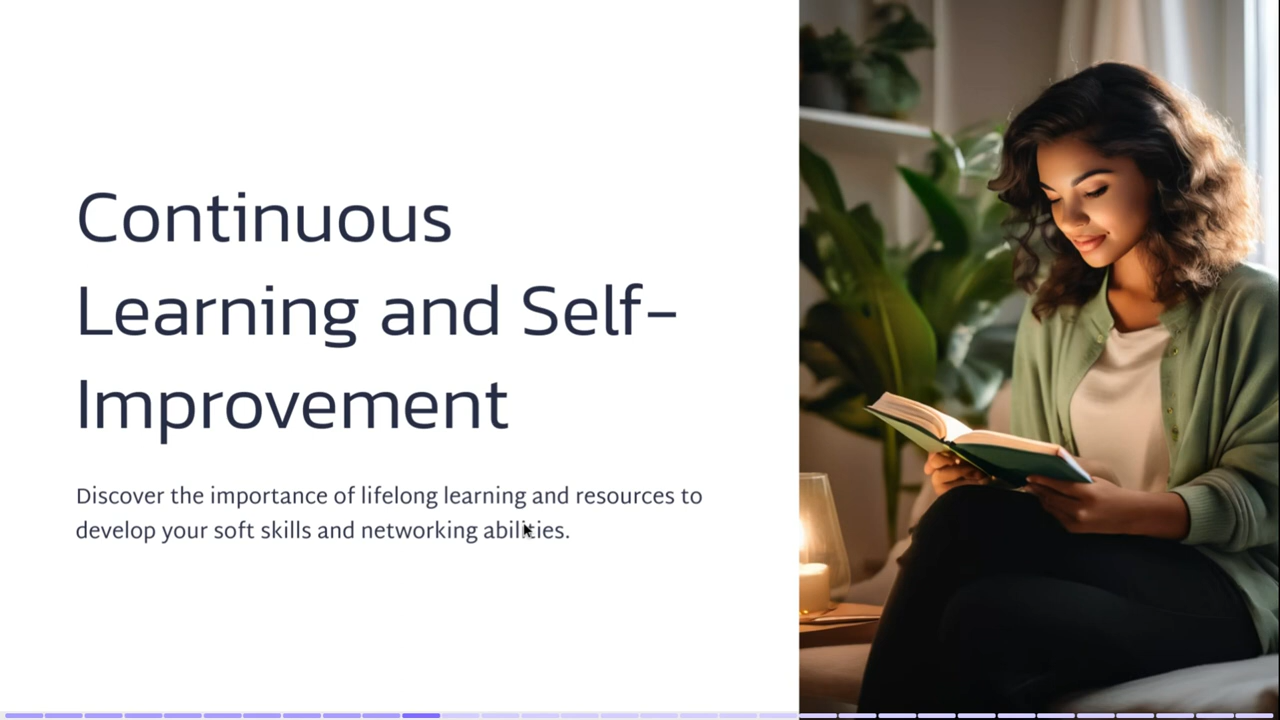 Continuous
Learning and Self-
Improvement
Discover the importance of lifelong learning and resources to
develop your soft skills and networking abilities.